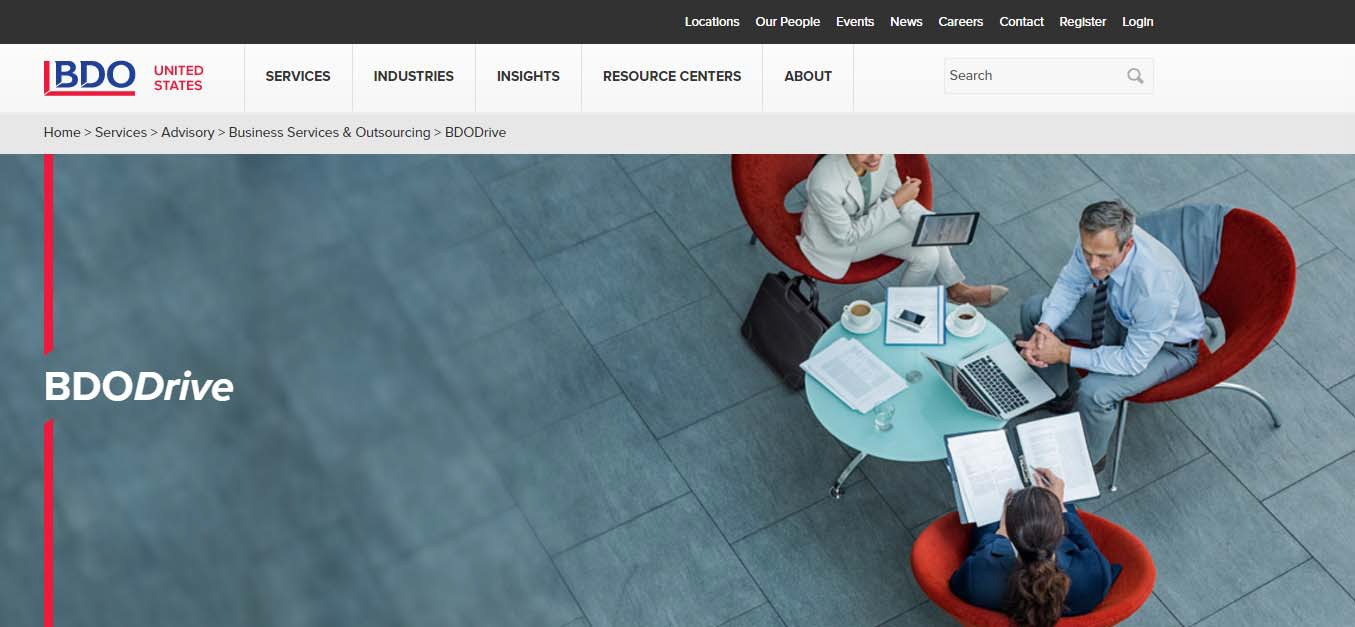 Locations Our People Events News Careers Contact Register Login
BDO UNITED STATES
SERVICES INDUSTRIES INSIGHTS RESOURCE CENTERS ABOUT
Search
Home > Services > Advisory > Business Services & Outsourcing > BDODrive
BDODrive